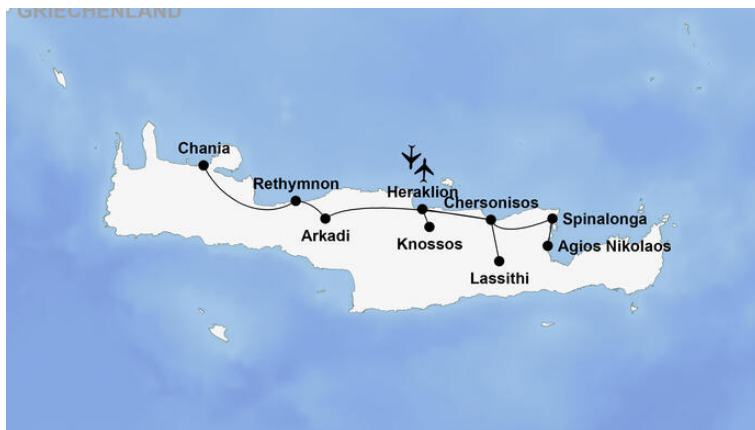 GRIECHENLAND
Chania
Rethymnon
Heraklion
Chersonisos
Spinalonga
Arkadi
Knossos
Agios Nikolaos
Lassithi